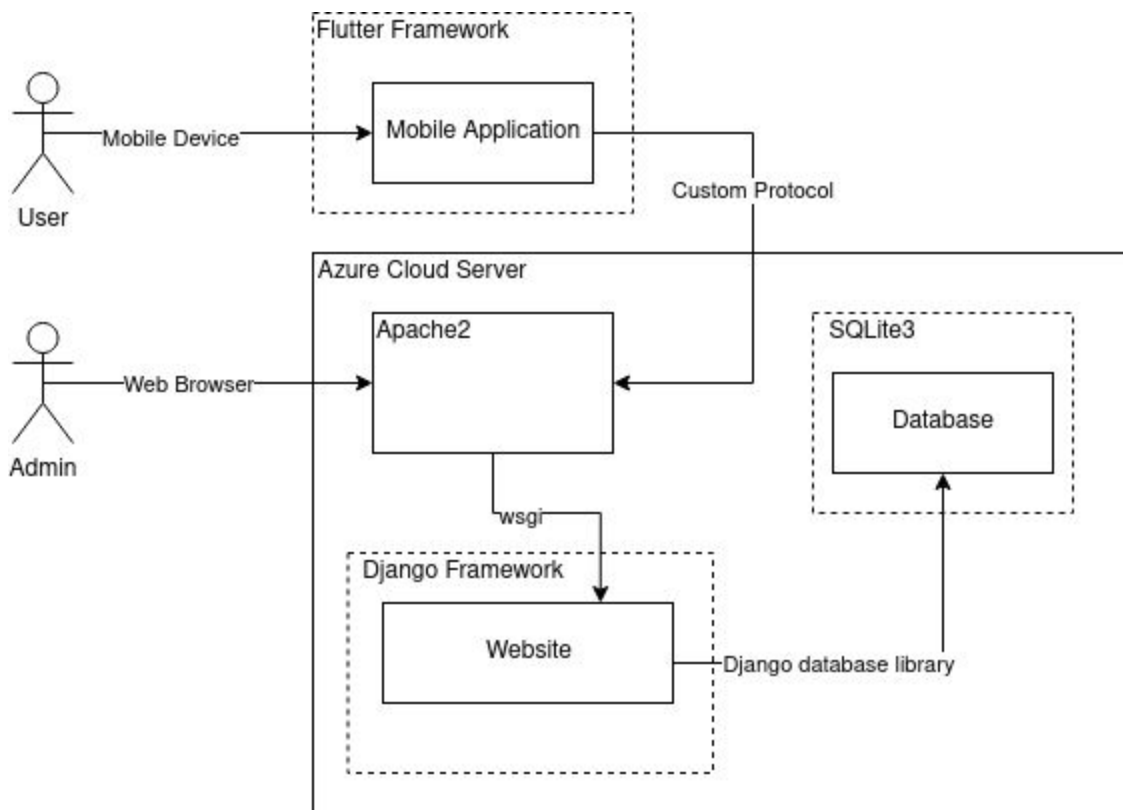 Flutter Framework
Mobile Application
Mobile Device
User
Custom Protocol
Azure Cloud Server
Apache2
SQLite3
Web Browser
Database
Admin
wsgi
Django Framework
Website
Django database library